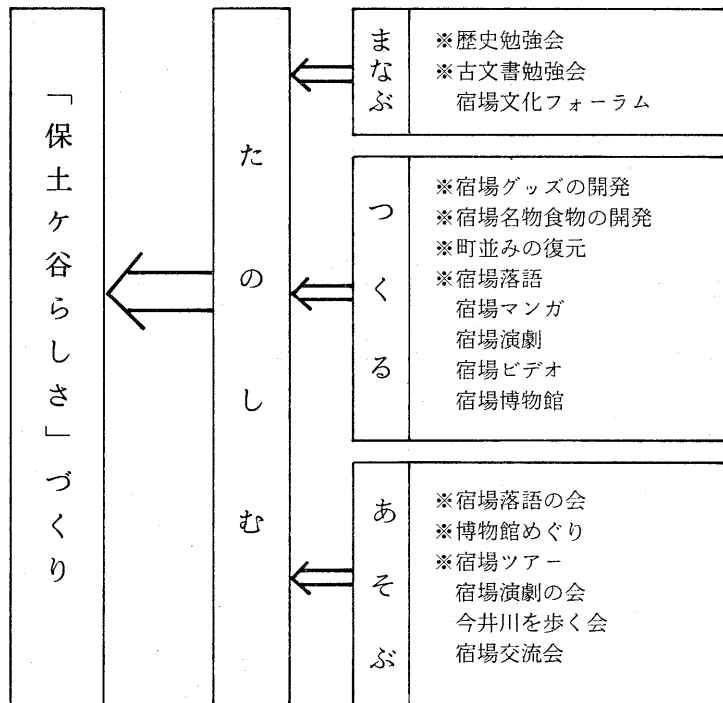 「保土ケ谷らしさ」づくり
たのしむ
まなぶ
※歴史勉強会
※古文書勉強会
宿場文化フォーラム
つくる
※宿場グッズの開発
※宿場名物食物の開発
※町並みの復元
※宿場落語
宿場マンガ
宿場演劇
宿場ビデオ
宿場博物館
あそぶ
※宿場落語の会
※博物館めぐり
※宿場ツアー
宿場演劇の会
今井川を歩く会
宿場交流会